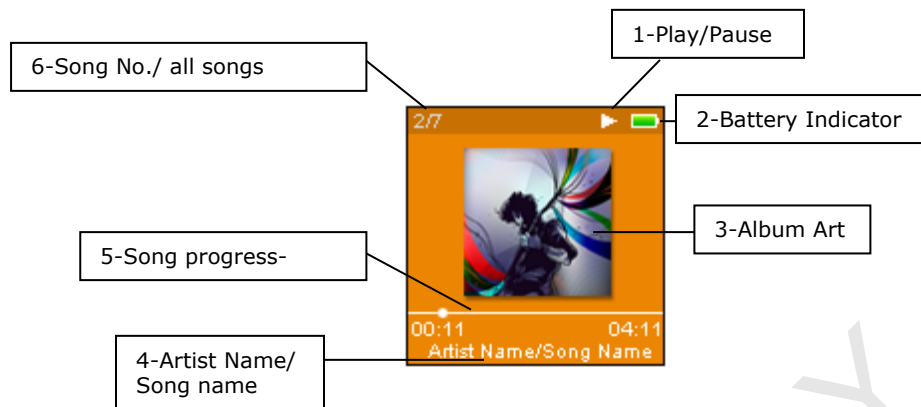 1-Play/Pause
6-Song No./ all songs
2/7
2-Battery Indicator
3-Album Art
5-Song progress-
00:11 04:11
Artist Name/Song Name
4-Artist Name/
Song name
Y